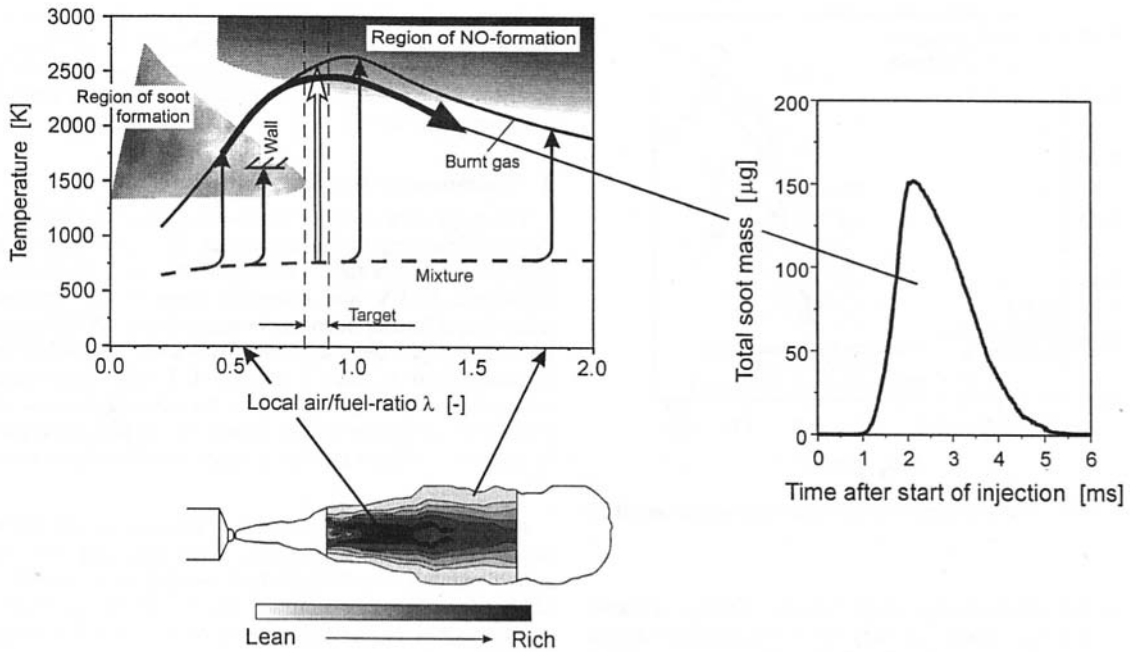 3000
2500
2000
1500
1000
500
0
Temperature [K]
Region of NO-formation
Region of soot
formation
Wall
Burnt gas
Mixture
Target
0.0
0.5
1.0
1.5
2.0
Local air/fuel-ratio λ [-]
Lean
Rich
200
150
100
50
0
Total soot mass [µg]
0
1
2
3
4
5
6
Time after start of injection [ms]